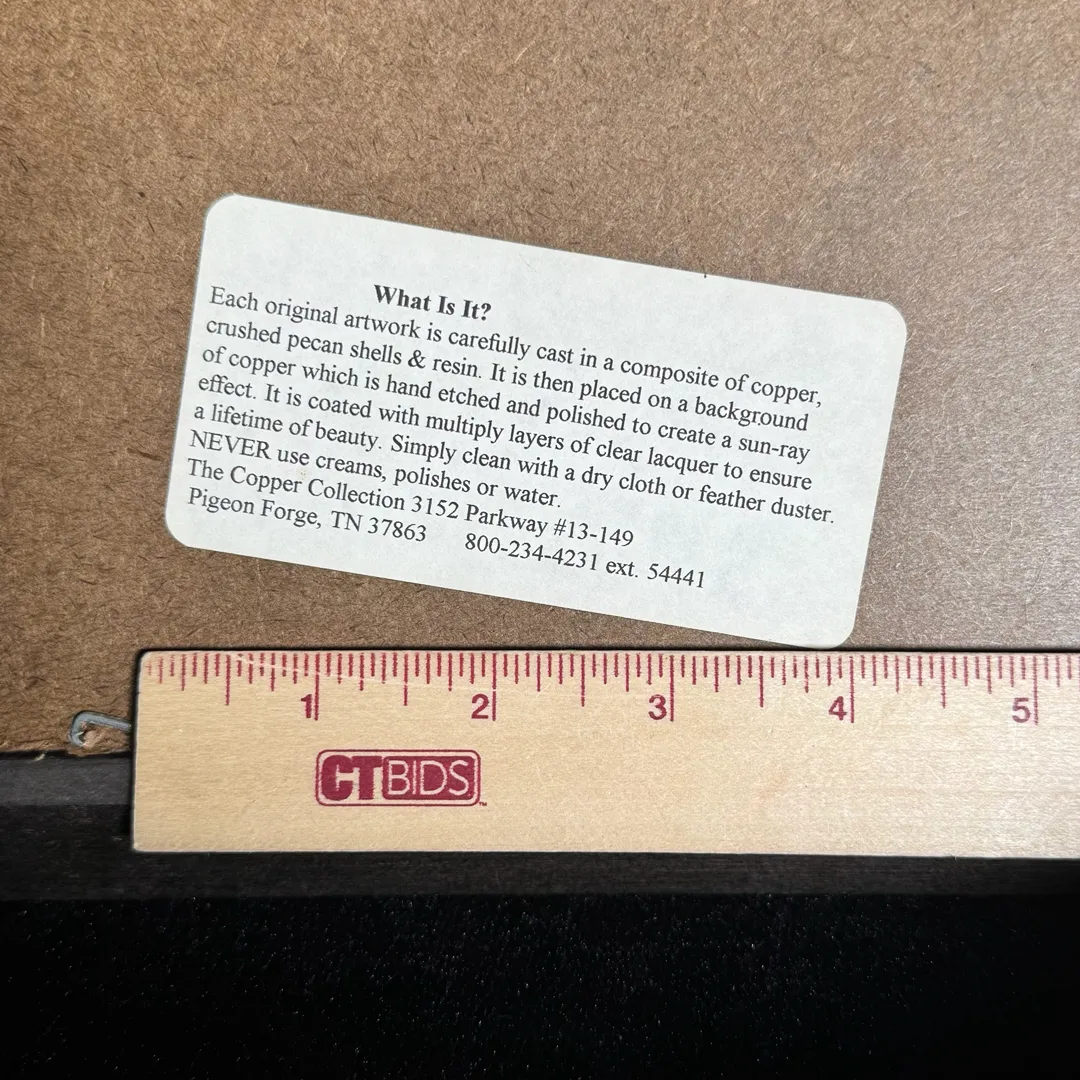 What Is It?
Each original artwork is carefully cast in a composite of copper,
crushed pecan shells & resin. It is then placed on a background
of copper which is hand etched and polished to create a sun-ray
effect. It is coated with multiply layers of clear lacquer to ensure
a lifetime of beauty. Simply clean with a dry cloth or feather duster.
NEVER use creams, polishes or water.
The Copper Collection 3152 Parkway #13-149
Pigeon Forge, TN 37863 800-234-4231 ext. 54441
1 2 3 4 5
CTBIDS™